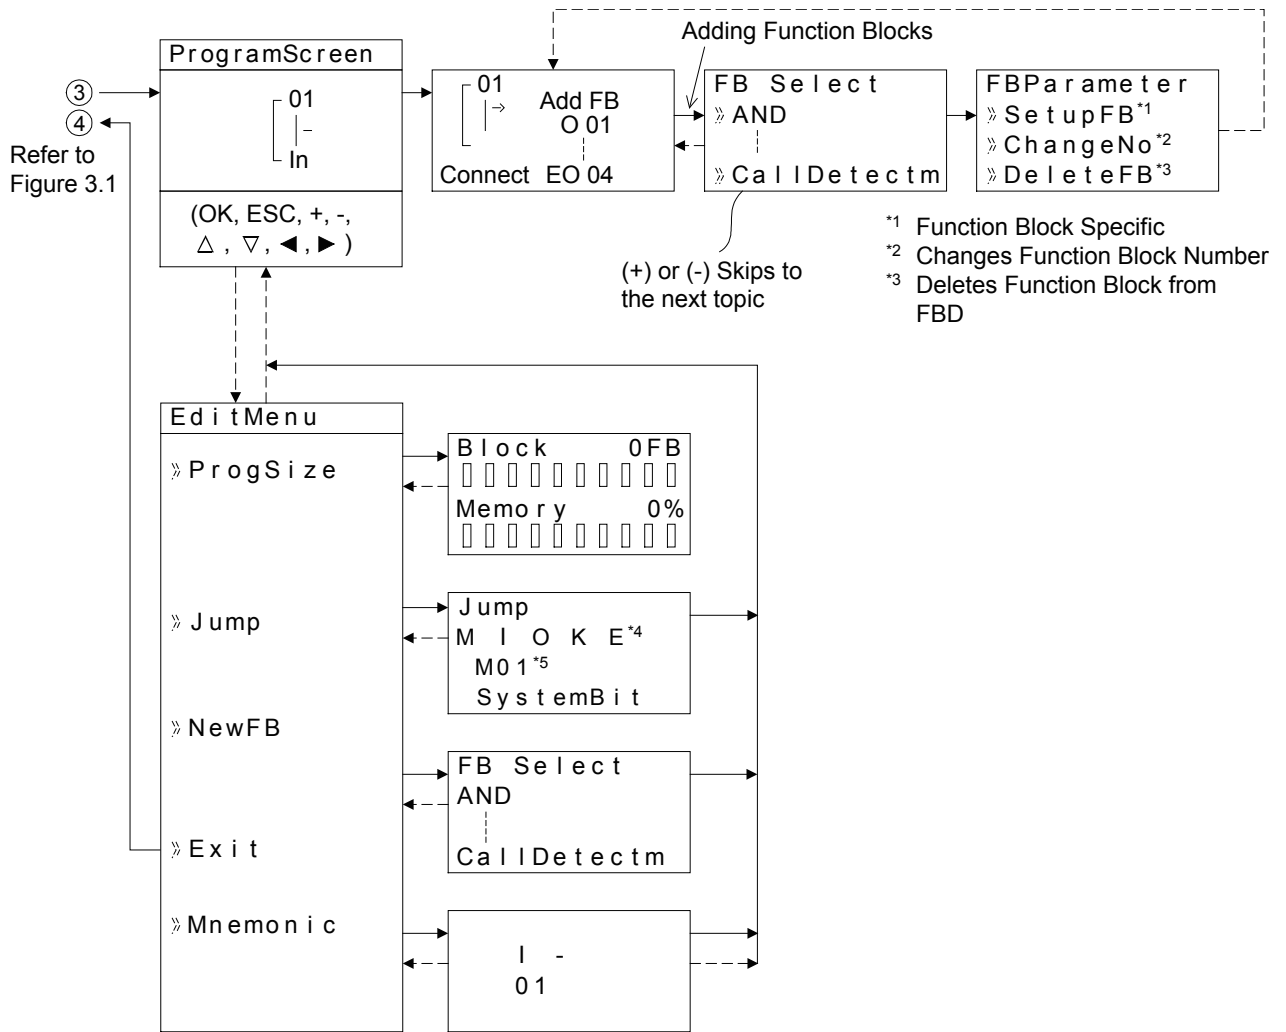 Adding Function Blocks
ProgramScreen
③
④
Refer to
Figure 3.1
01
In
(OK, ESC, +, -,
△ , ▽ , ◀ , ▶ )
01
Add FB
O 01
Connect EO 04
FB Select
» AND
» CallDetectm
(+) or (-) Skips to
the next topic
FBParameter
» SetupFB*1
» ChangeNo*2
» DeleteFB*3
*1 Function Block Specific
*2 Changes Function Block Number
*3 Deletes Function Block from
FBD
EditMenu
» ProgSize
» Jump
» NewFB
» Exit
» Mnemonic
Block 0FB
Memory 0%
Jump
M I O K E*4
M01*5
SystemBit
FB Select
AND
CallDetectm
I -
01